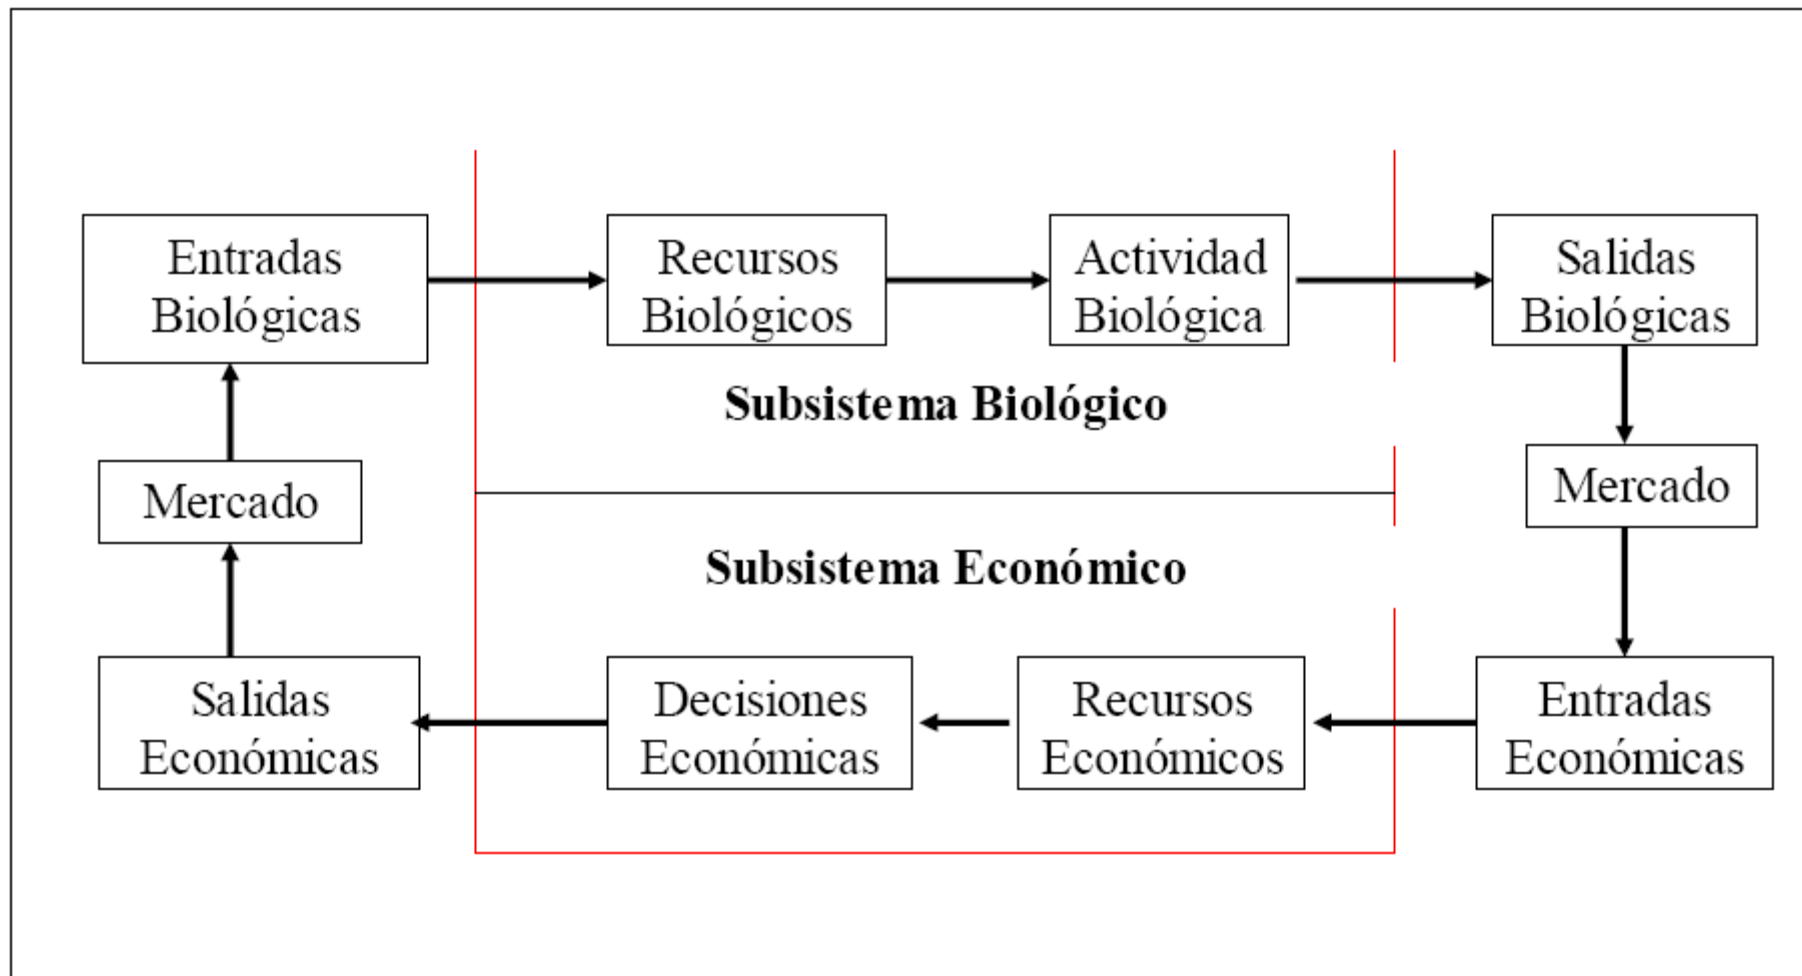 Entradas
Biológicas
Recursos
Biológicos
Actividad
Biológica
Salidas
Biológicas
Subsistema Biológico
Mercado
Mercado
Subsistema Económico
Salidas
Económicas
Decisiones
Económicas
Recursos
Económicos
Entradas
Económicas